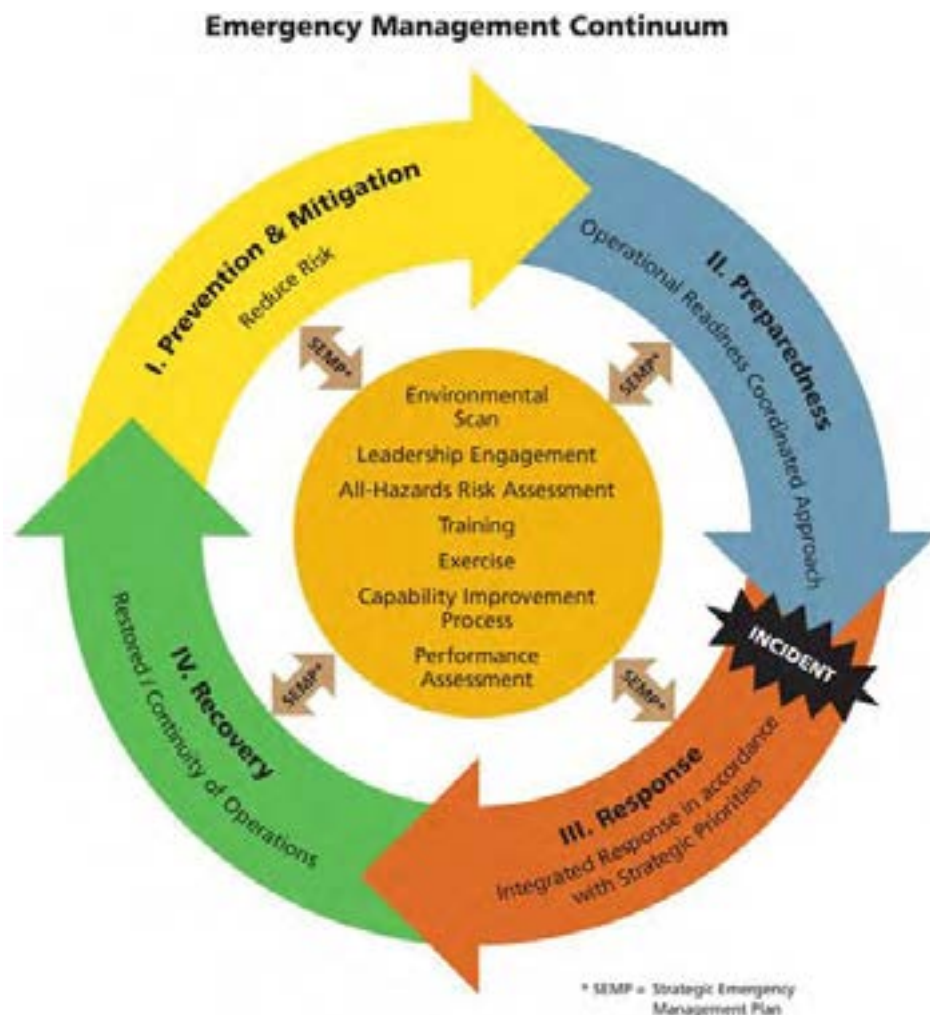 Emergency Management Continuum
I. Prevention & Mitigation
Reduce Risk
II. Preparedness
Operational Readiness Coordinated Approach
INCIDENT
III. Response
Integrated Response in accordance
with Strategic Priorities
IV. Recovery
Restored / Continuity of Operations
SEMP*
SEMP*
SEMP*
SEMP*
Environmental
Scan
Leadership Engagement
All-Hazards Risk Assessment
Training
Exercise
Capability Improvement
Process
Performance
Assessment
* SEMP = Strategic Emergency
Management Plan